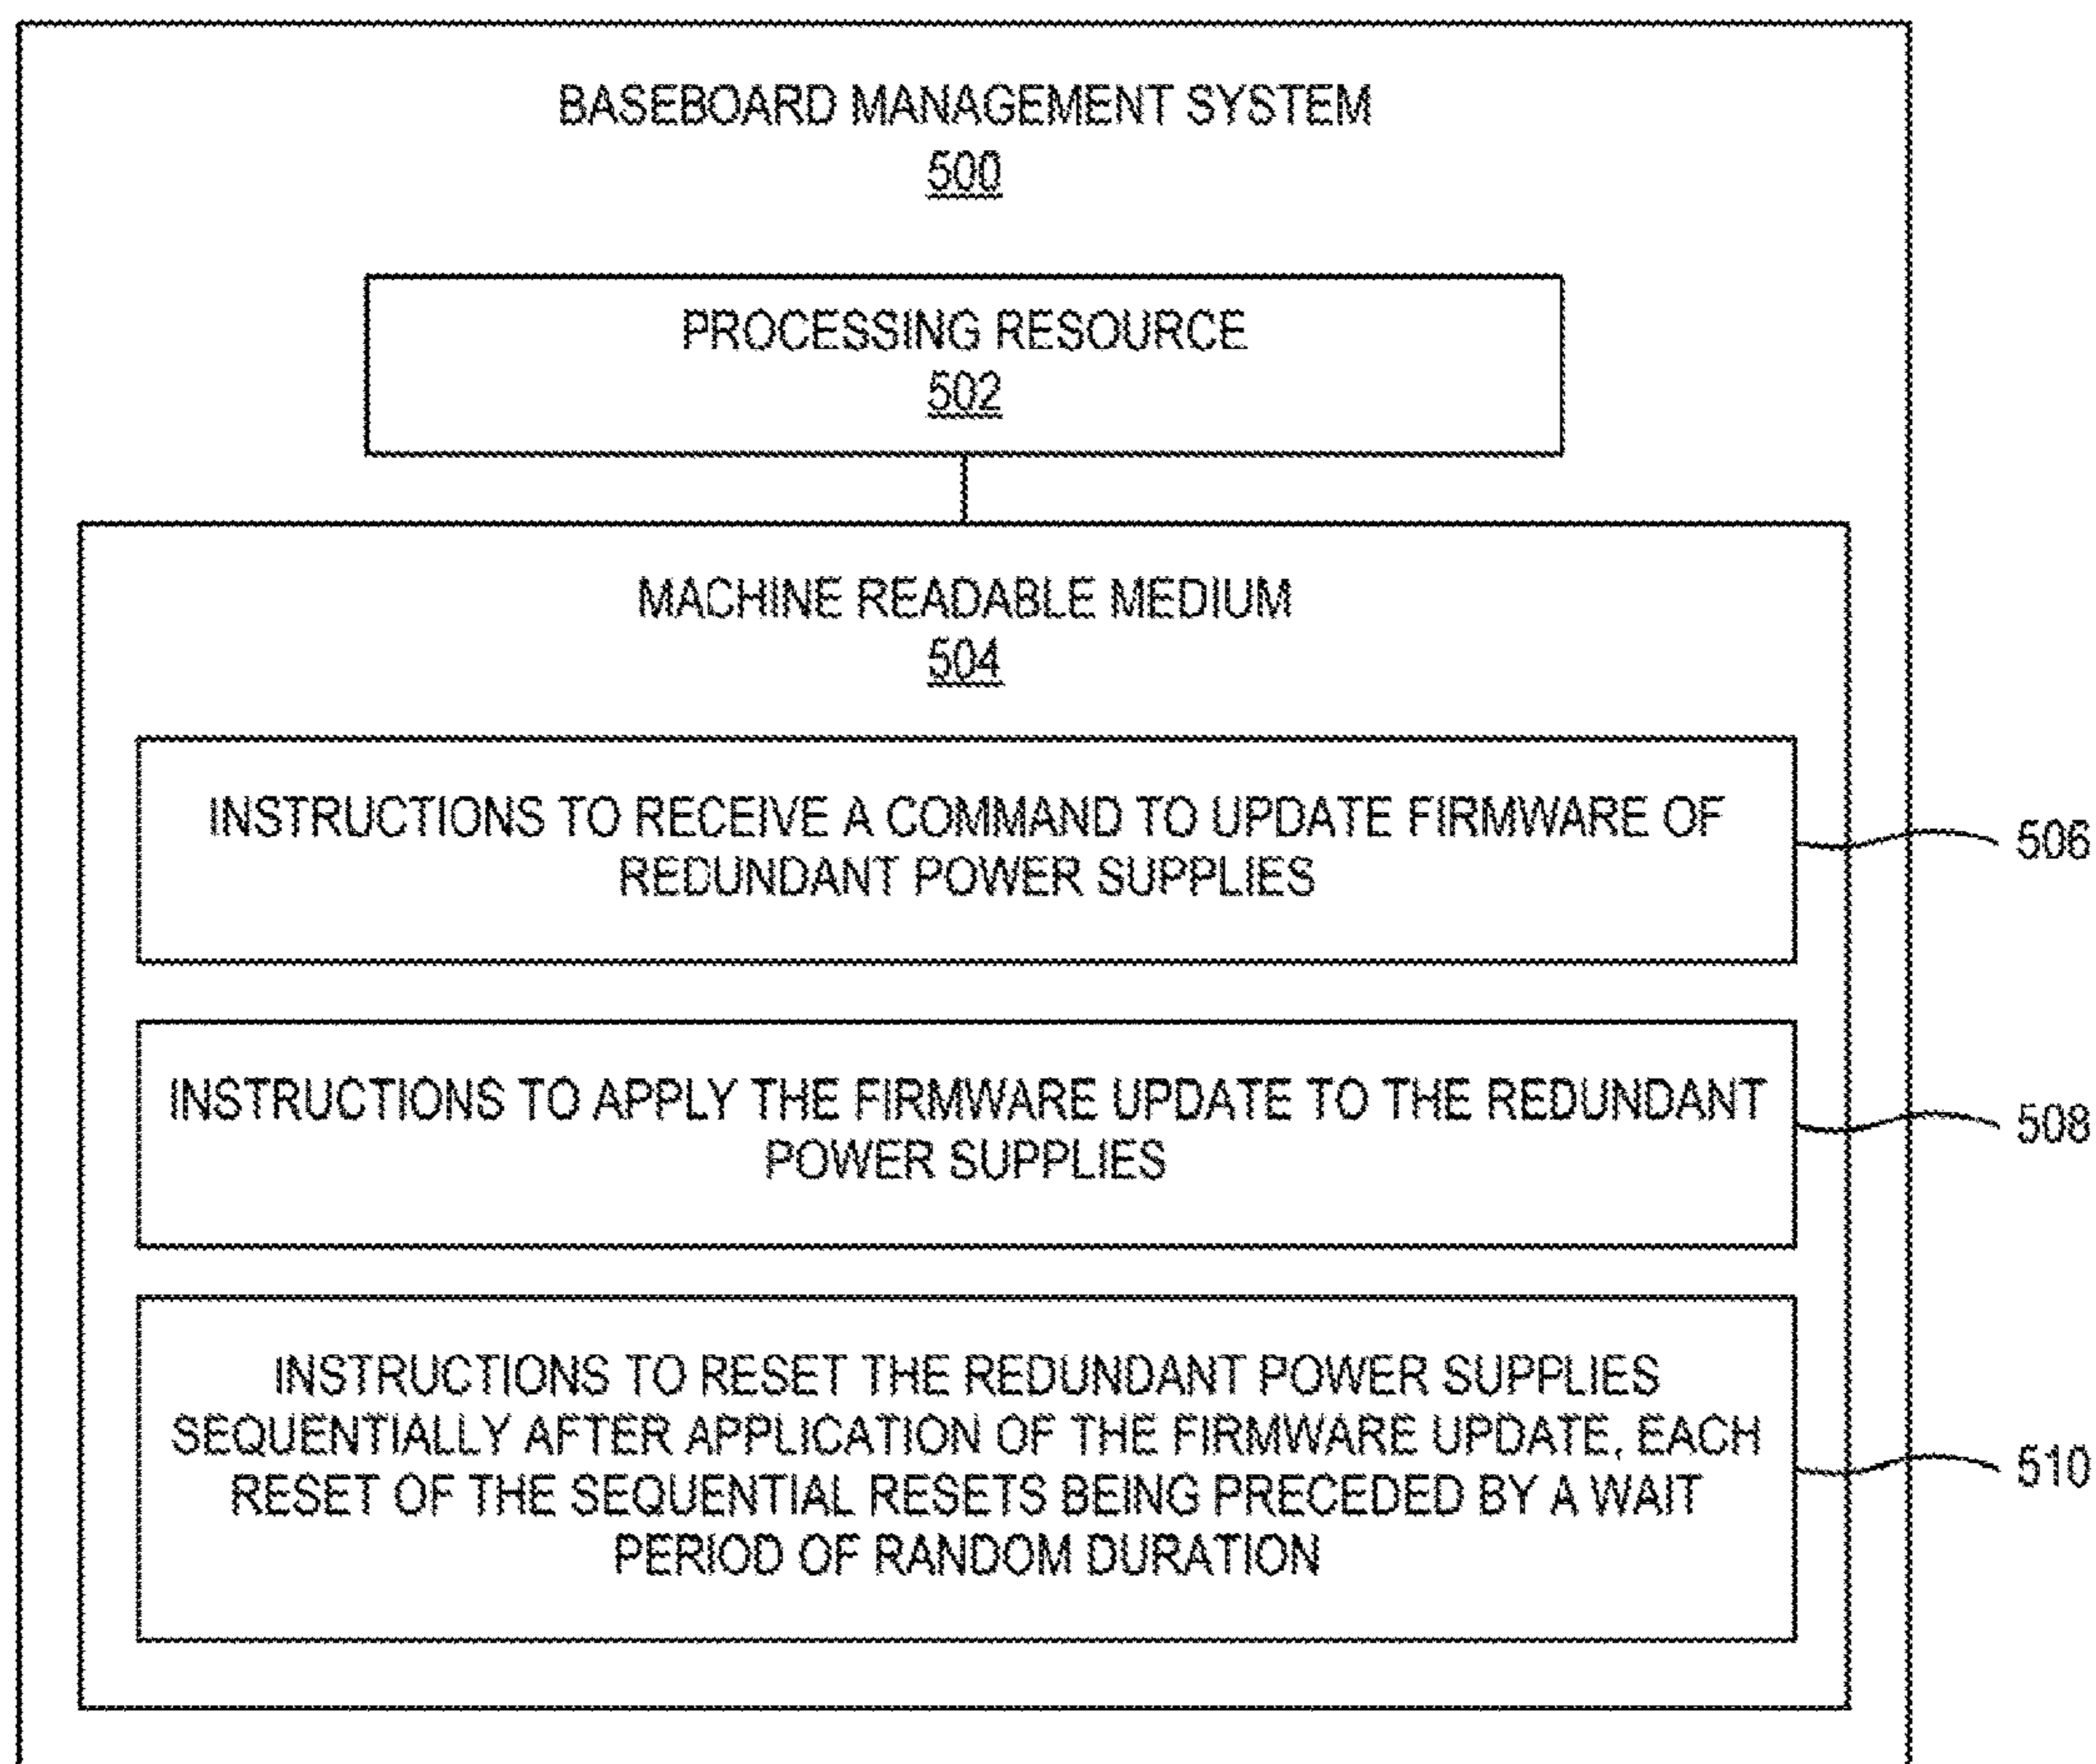 BASEBOARD MANAGEMENT SYSTEM
500
PROCESSING RESOURCE
502
MACHINE READABLE MEDIUM
504
INSTRUCTIONS TO RECEIVE A COMMAND TO UPDATE FIRMWARE OF
REDUNDANT POWER SUPPLIES
506
INSTRUCTIONS TO APPLY THE FIRMWARE UPDATE TO THE REDUNDANT
POWER SUPPLIES
508
INSTRUCTIONS TO RESET THE REDUNDANT POWER SUPPLIES
SEQUENTIALLY AFTER APPLICATION OF THE FIRMWARE UPDATE, EACH
RESET OF THE SEQUENTIAL RESETS BEING PRECEDED BY A WAIT
PERIOD OF RANDOM DURATION
510